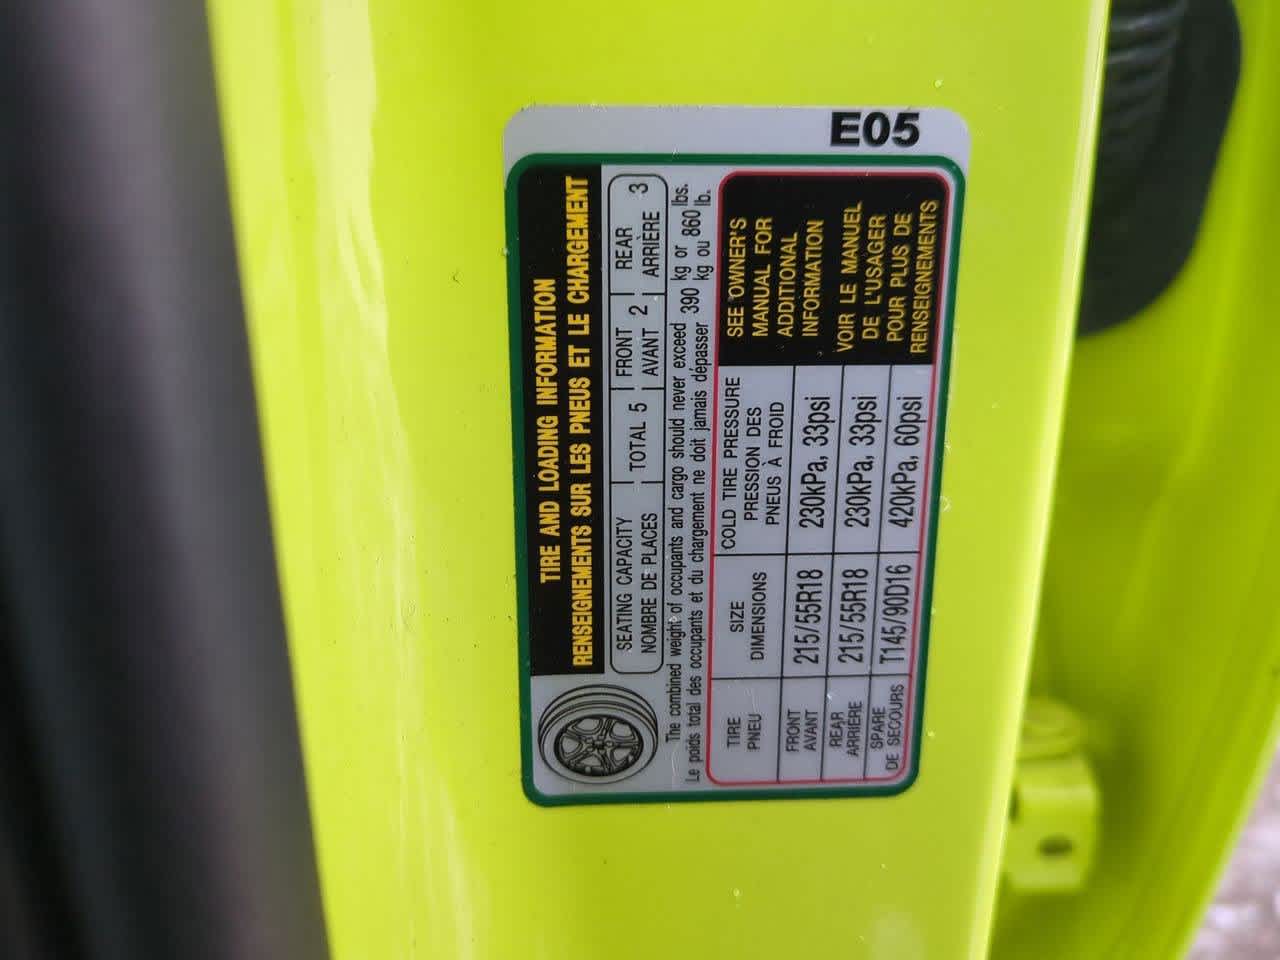 E05
TIRE AND LOADING INFORMATION
RENSEIGNEMENTS SUR LES PNEUS ET LE CHARGEMENT
SEATING CAPACITY
NOMBRE DE PLACES
TOTAL 5
FRONT
AVANT 2
REAR
ARRIÈRE 3
The combined weight of occupants and cargo should never exceed 390 kg or 860 lbs.
Le poids total des occupants et du chargement ne doit jamais dépasser 390 kg ou 860 lb.
TIRE
PNEU
SIZE
DIMENSIONS
COLD TIRE PRESSURE
PRESSION DES
PNEUS À FROID
FRONT
AVANT
215/55R18
230kPa, 33psi
REAR
ARRIÈRE
215/55R18
230kPa, 33psi
SPARE
DE SECOURS
T145/90D16
420kPa, 60psi
SEE OWNER'S
MANUAL FOR
ADDITIONAL
INFORMATION
VOIR LE MANUEL
DE L'USAGER
POUR PLUS DE
RENSEIGNEMENTS